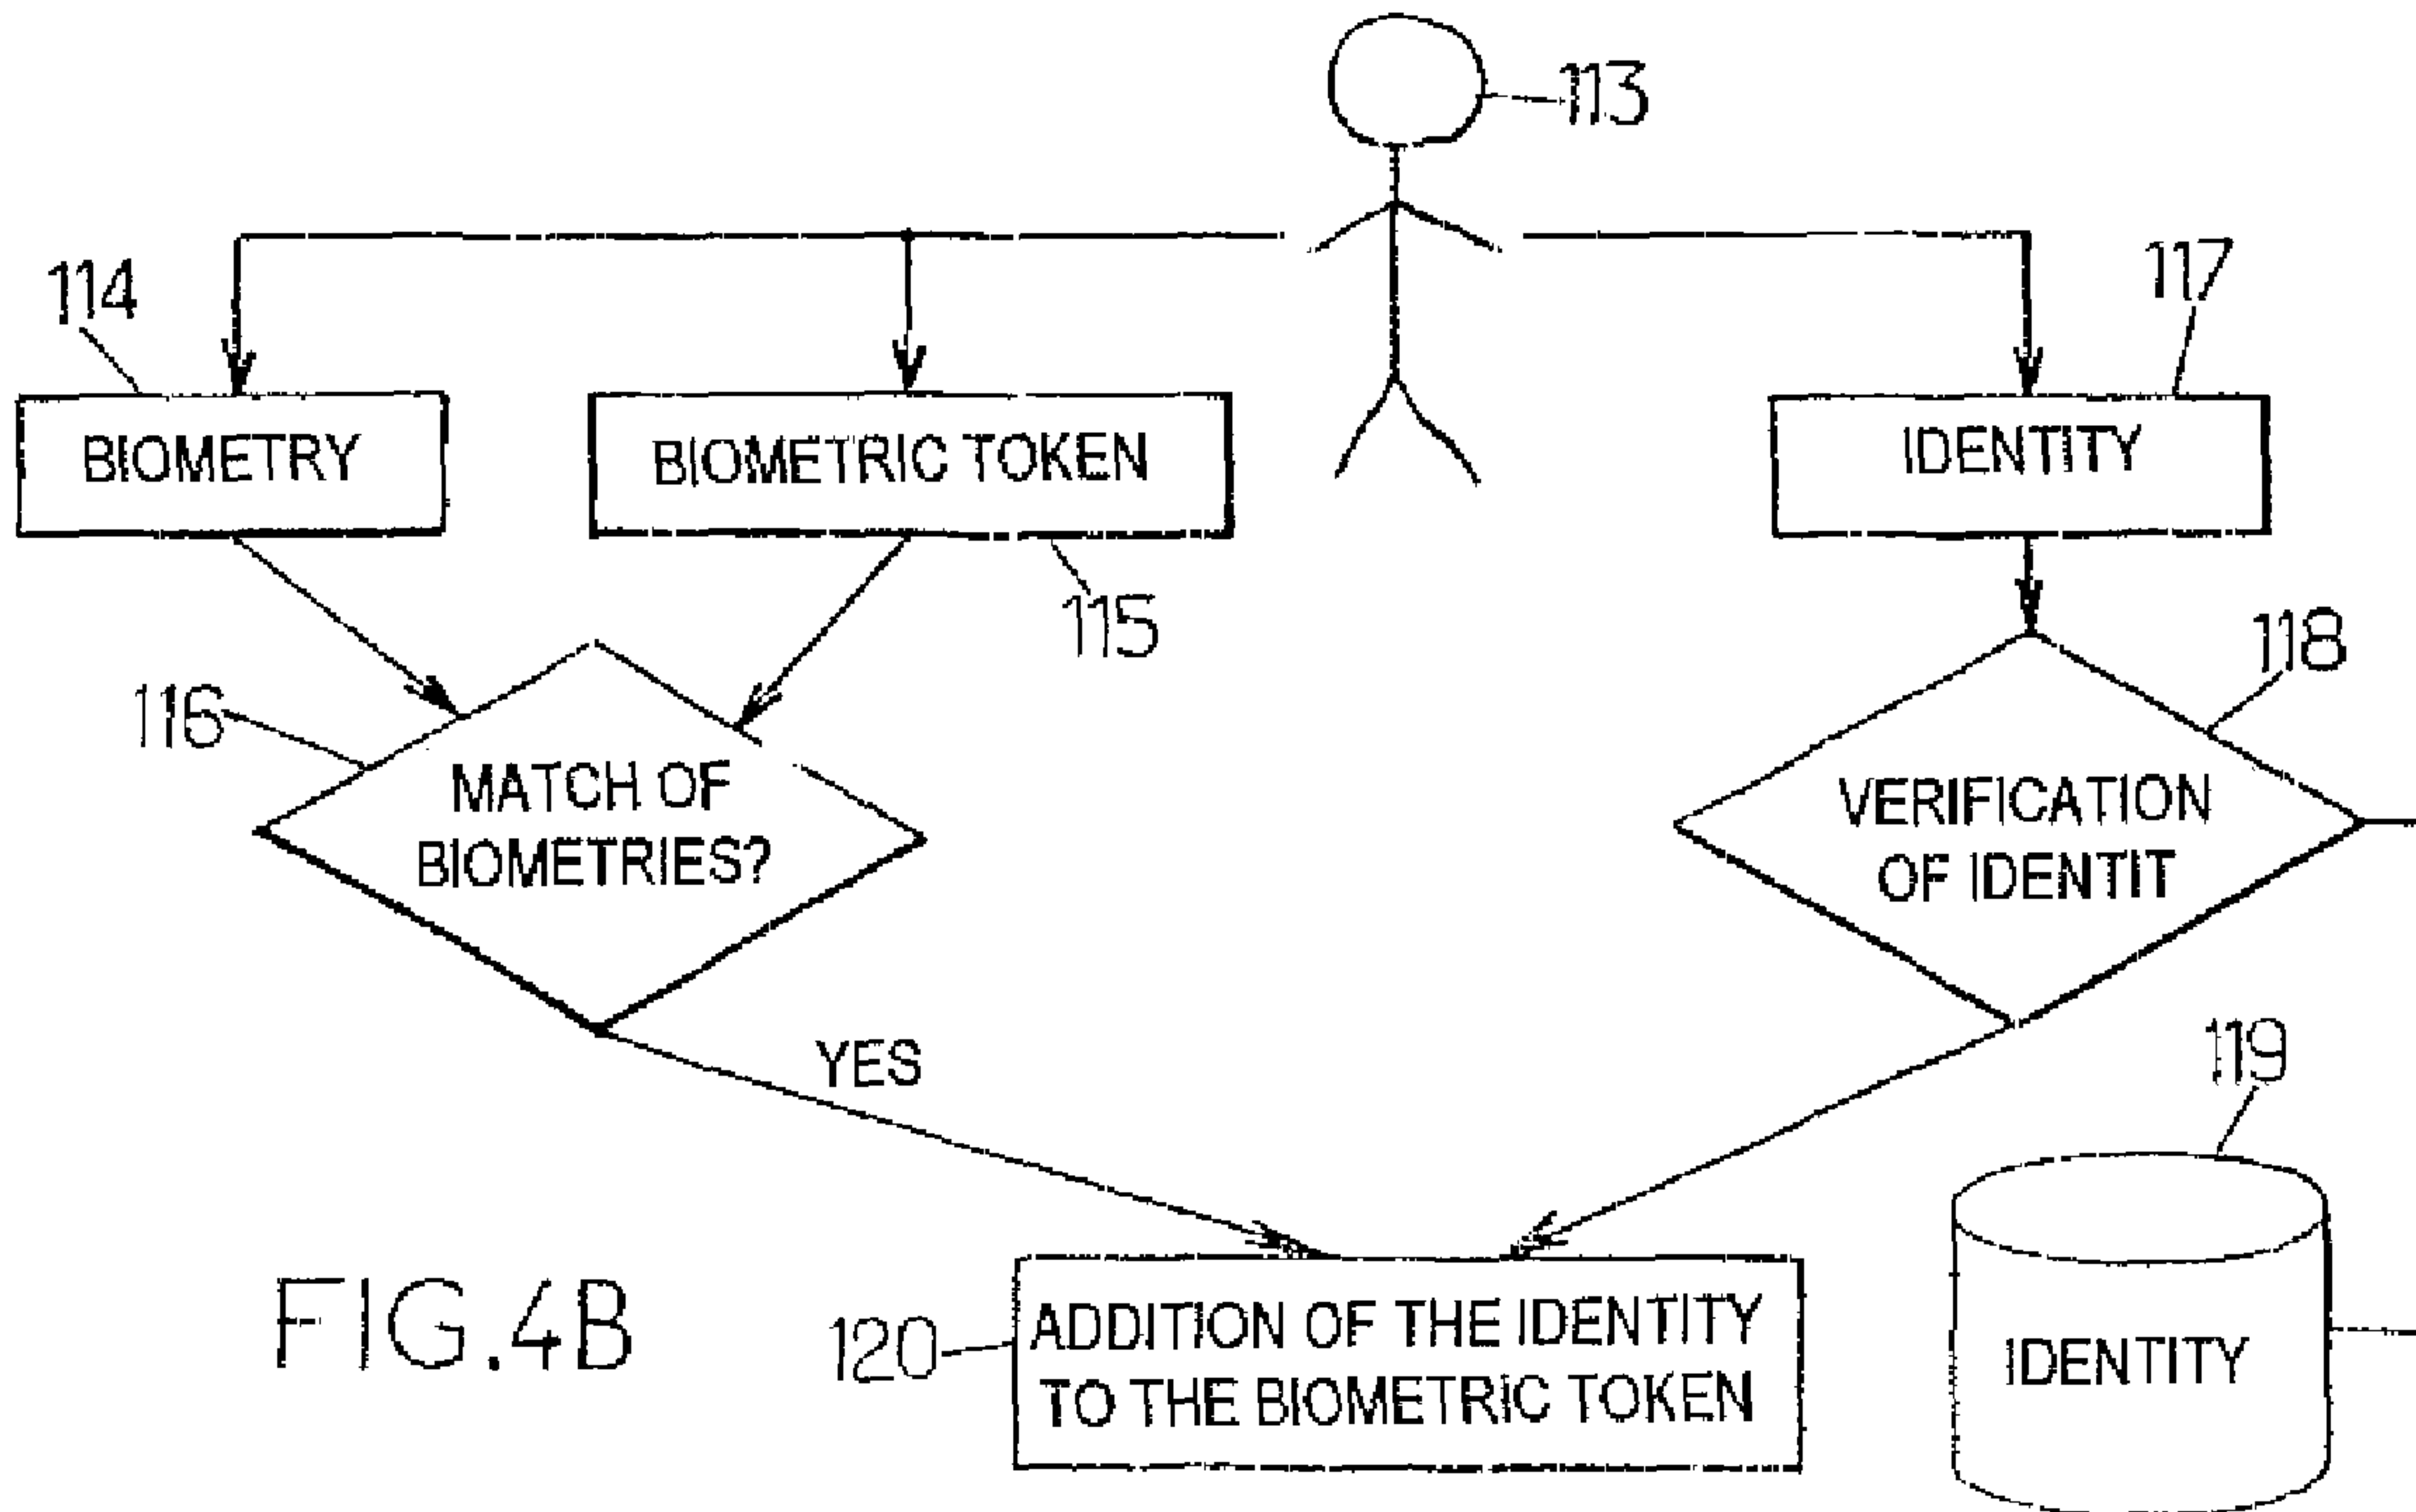 113
114
117
BIOMETRY
BIOMETRIC TOKEN
IDENTITY
115
118
116
MATCH OF
BIOMETRIES?
VERIFICATION
OF IDENTIT
YES
119
FIG.4B
120
ADDITION OF THE IDENTITY
TO THE BIOMETRIC TOKEN
IDENTITY